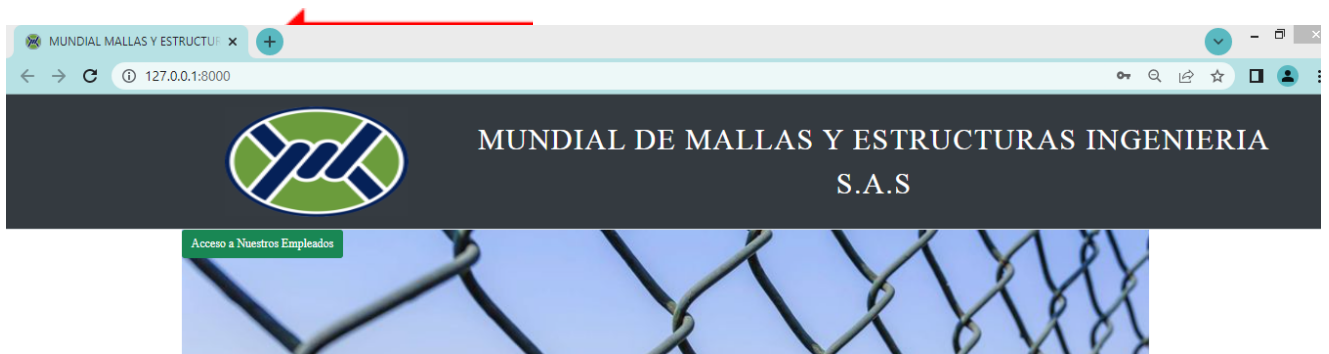 MUNDIAL MALLAS Y ESTRUCTUR
127.0.0.1:8000
MUNDIAL DE MALLAS Y ESTRUCTURAS INGENIERIA
S.A.S
Acceso a Nuestros Empleados